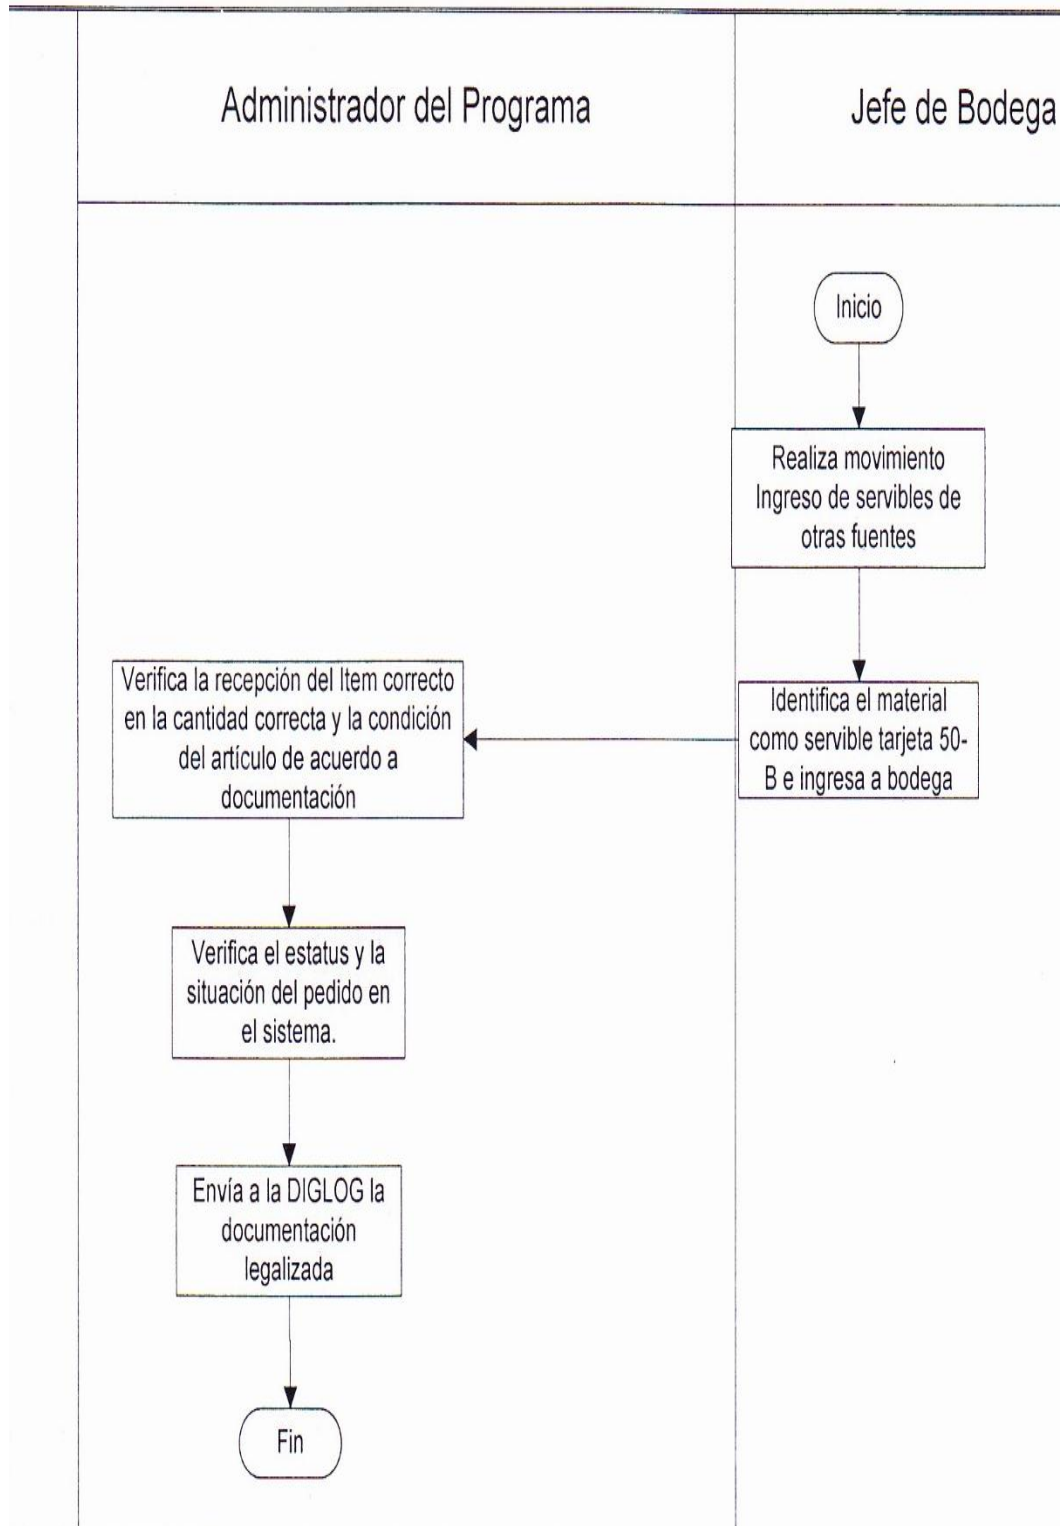 Administrador del Programa
Jefe de Bodega
Inicio
Realiza movimiento
Ingreso de servibles de
otras fuentes
Identifica el material
como servible tarjeta 50-
B e ingresa a bodega
Verifica la recepción del Item correcto
en la cantidad correcta y la condición
del artículo de acuerdo a
documentación
Verifica el estatus y la
situación del pedido en
el sistema.
Envía a la DIGLOG la
documentación
legalizada
Fin